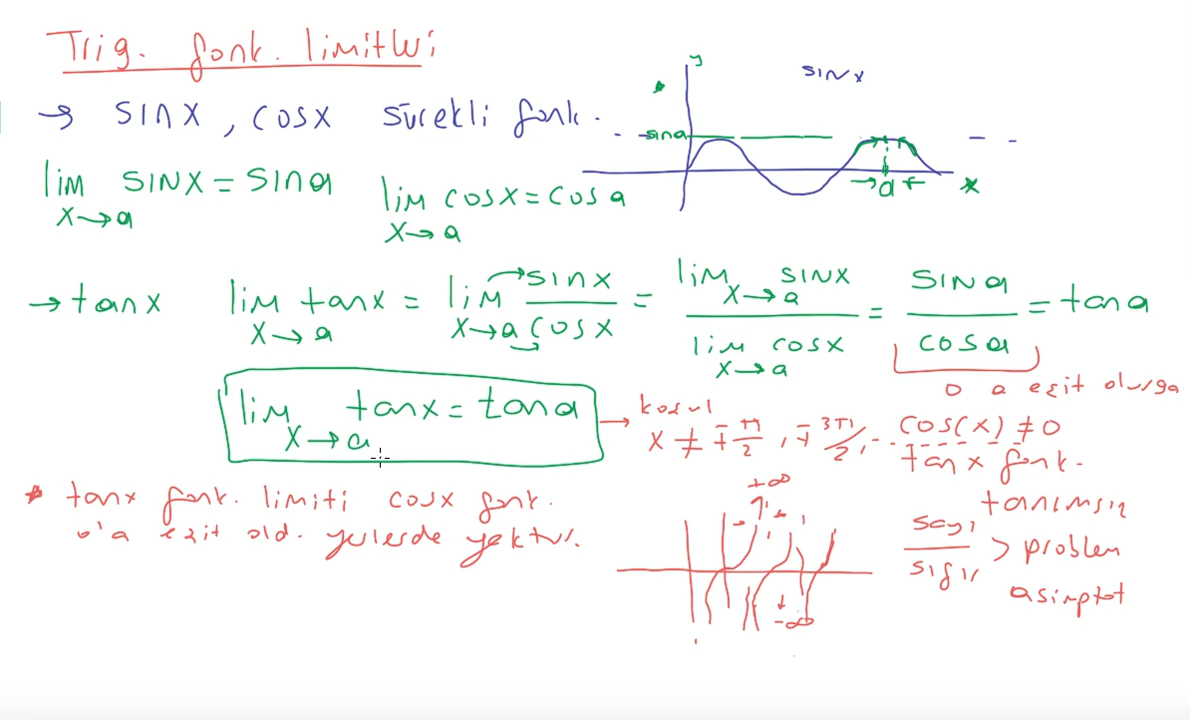 Trig. fonk. limitleri
y
sinx
→ sinx, cosx sürekli fonk.
sina
lim sinx = sina
x→a
lim cosx = cosa
x→a
→ a ←
x
→ tanx lim tanx = lim sinx / cosx = lim sinx / lim cosx = sina / cosa = tana
x→a x→a x→a x→a
0 a eşit olursa
lim tanx = tana
x→a
→ koşul
x ≠ ∓ π/2, ∓ 3π/2, .. cos(x) ≠ 0
tanx fonk.
tanımsız
* tanx fonk. limiti cosx fonk.
0'a eşit old. yerlerde yoktur.
+∞
-∞
sayı / sıfır > problem
asimptot